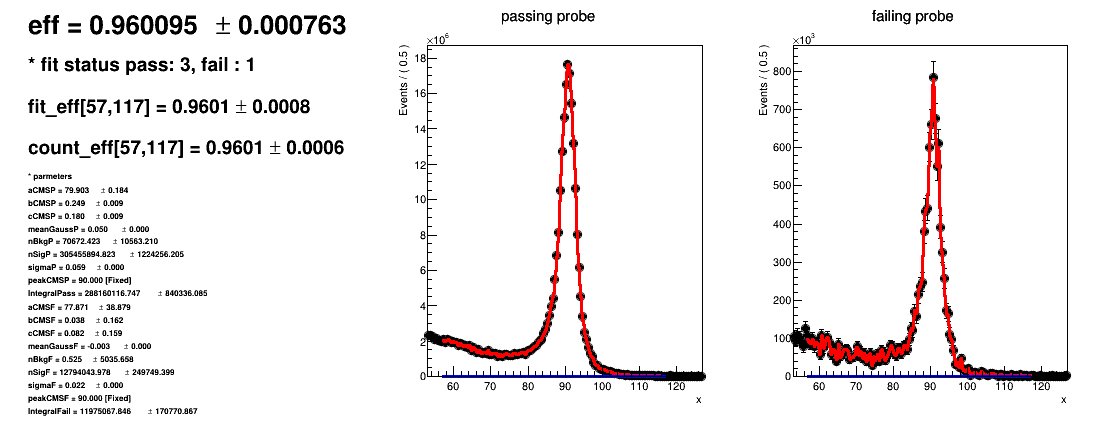 eff = 0.960095 ± 0.000763
* fit status pass: 3, fail : 1
fit_eff[57,117] = 0.9601 ± 0.0008
count_eff[57,117] = 0.9601 ± 0.0006
* parmeters
aCMSP = 79.903 ± 0.184
bCMSP = 0.249 ± 0.009
cCMSP = 0.180 ± 0.009
meanGaussP = 0.050 ± 0.000
nBkgP = 70672.423 ± 10563.210
nSigP = 305455894.823 ± 1224256.205
sigmaP = 0.059 ± 0.000
peakCMSP = 90.000 [Fixed]
IntegralPass = 288160116.747 ± 840336.085
aCMSF = 77.871 ± 38.879
bCMSF = 0.038 ± 0.162
cCMSF = 0.082 ± 0.159
meanGaussF = -0.003 ± 0.000
nBkgF = 0.525 ± 5035.658
nSigF = 12794043.978 ± 249749.399
sigmaF = 0.022 ± 0.000
peakCMSF = 90.000 [Fixed]
IntegralFail = 11975067.846 ± 170770.867
passing probe
×10⁶
Events / ( 0.5 )
18
16
14
12
10
8
6
4
2
0
60 70 80 90 100 110 120
x
failing probe
×10³
Events / ( 0.5 )
800
700
600
500
400
300
200
100
0
60 70 80 90 100 110 120
x